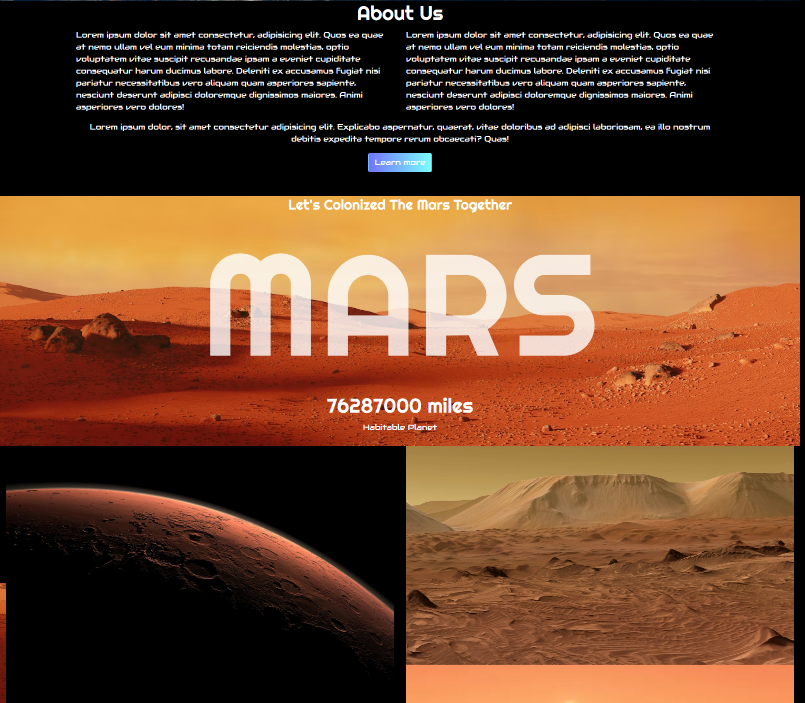 About Us
Lorem ipsum dolor sit amet consectetur, adipisicing elit. Quos ea quae
at nemo ullam vel eum minima totam reiciendis molestias, optio
voluptatem vitae suscipit recusandae ipsam a eveniet cupiditate
consequatur harum ducimus labore. Deleniti ex accusamus fugiat nisi
pariatur necessitatibus vero aliquam quam asperiores sapiente,
nesciunt deserunt adipisci doloremque dignissimos maiores. Animi
asperiores vero dolores!
Lorem ipsum dolor sit amet consectetur, adipisicing elit. Quos ea quae
at nemo ullam vel eum minima totam reiciendis molestias, optio
voluptatem vitae suscipit recusandae ipsam a eveniet cupiditate
consequatur harum ducimus labore. Deleniti ex accusamus fugiat nisi
pariatur necessitatibus vero aliquam quam asperiores sapiente,
nesciunt deserunt adipisci doloremque dignissimos maiores. Animi
asperiores vero dolores!
Lorem ipsum dolor, sit amet consectetur adipisicing elit. Explicabo aspernatur, quaerat, vitae doloribus ad adipisci laboriosam, ea illo nostrum
debitis expedita tempore rerum obcaecati? Quas!
Learn more
Let's Colonized The Mars Together
MARS
76287000 miles
Habitable Planet